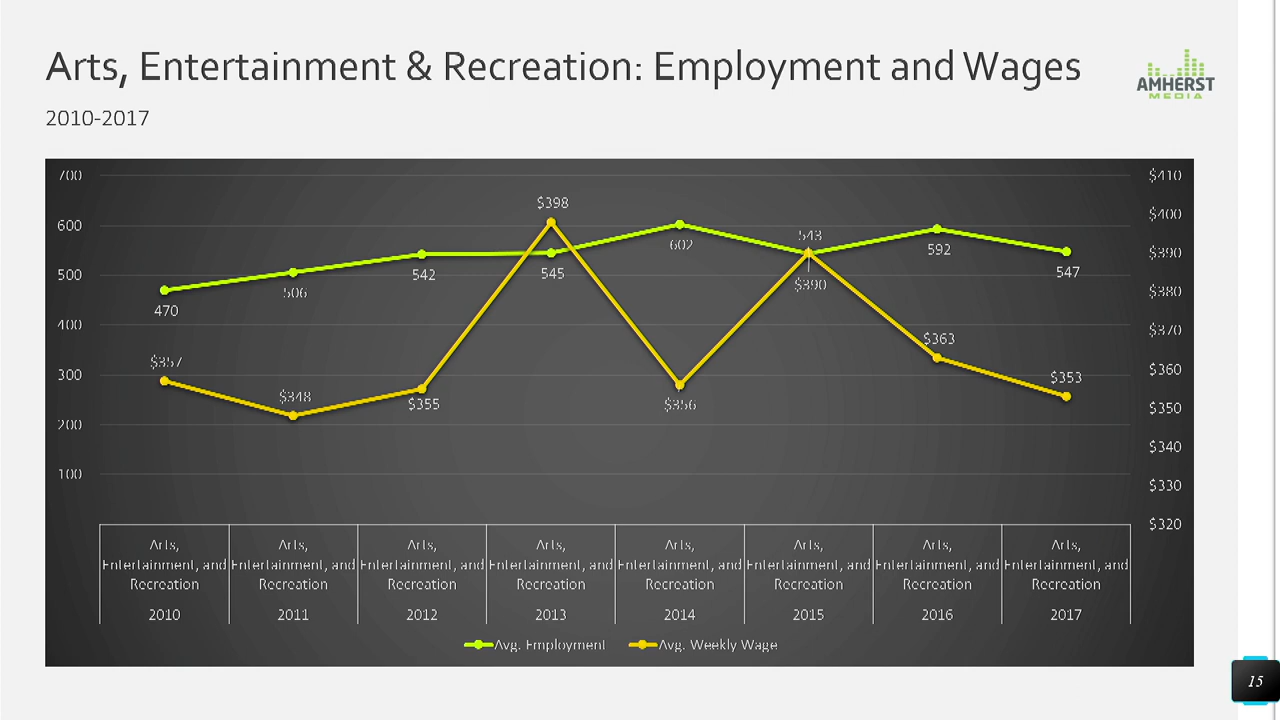 Arts, Entertainment & Recreation: Employment and Wages
2010-2017
AMHERST
MEDIA
700
600
500
400
300
200
100
$410
$400
$390
$380
$370
$360
$350
$340
$330
$320
470
506
542
545
602
543
592
547
$357
$348
$355
$398
$356
$390
$363
$353
Arts, Entertainment, and Recreation 2010
Arts, Entertainment, and Recreation 2011
Arts, Entertainment, and Recreation 2012
Arts, Entertainment, and Recreation 2013
Arts, Entertainment, and Recreation 2014
Arts, Entertainment, and Recreation 2015
Arts, Entertainment, and Recreation 2016
Arts, Entertainment, and Recreation 2017
Avg. Employment
Avg. Weekly Wage
15